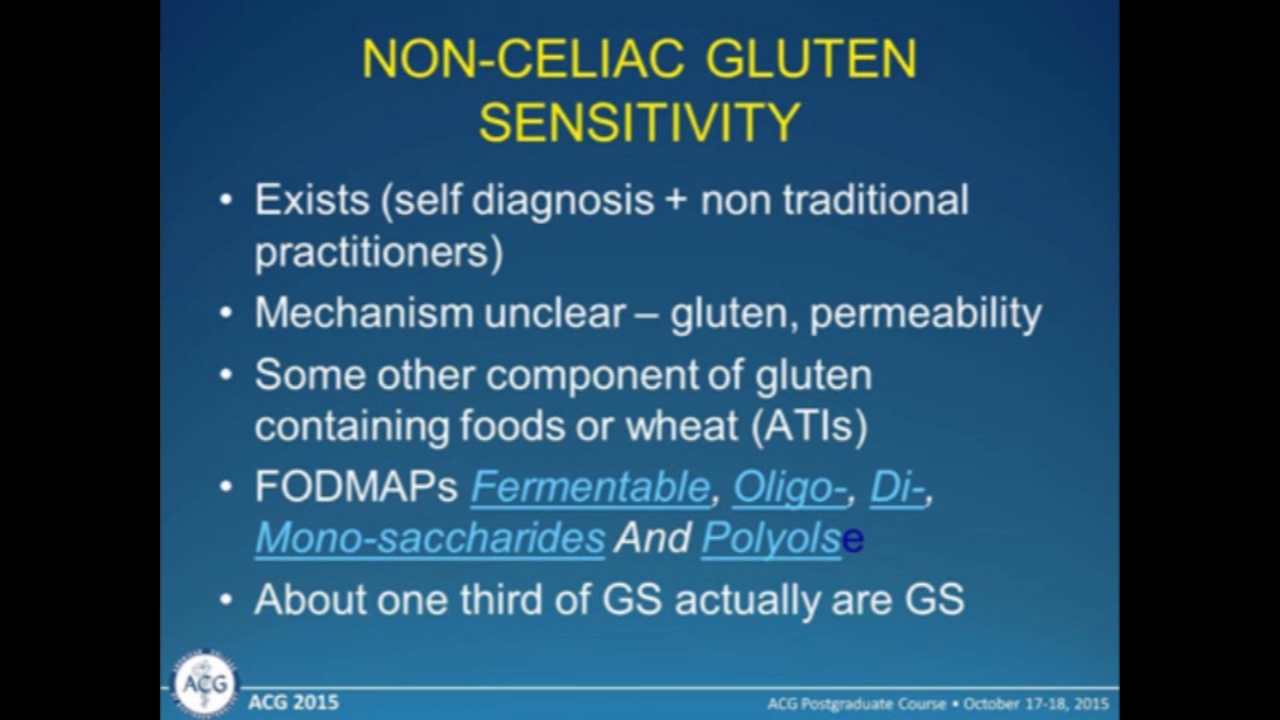 NON-CELIAC GLUTEN
SENSITIVITY
• Exists (self diagnosis + non traditional
practitioners)
• Mechanism unclear – gluten, permeability
• Some other component of gluten
containing foods or wheat (ATIs)
• FODMAPs Fermentable, Oligo-, Di-,
Mono-saccharides And Polyolse
• About one third of GS actually are GS
ACG
ACG 2015
ACG Postgraduate Course • October 17-18, 2015